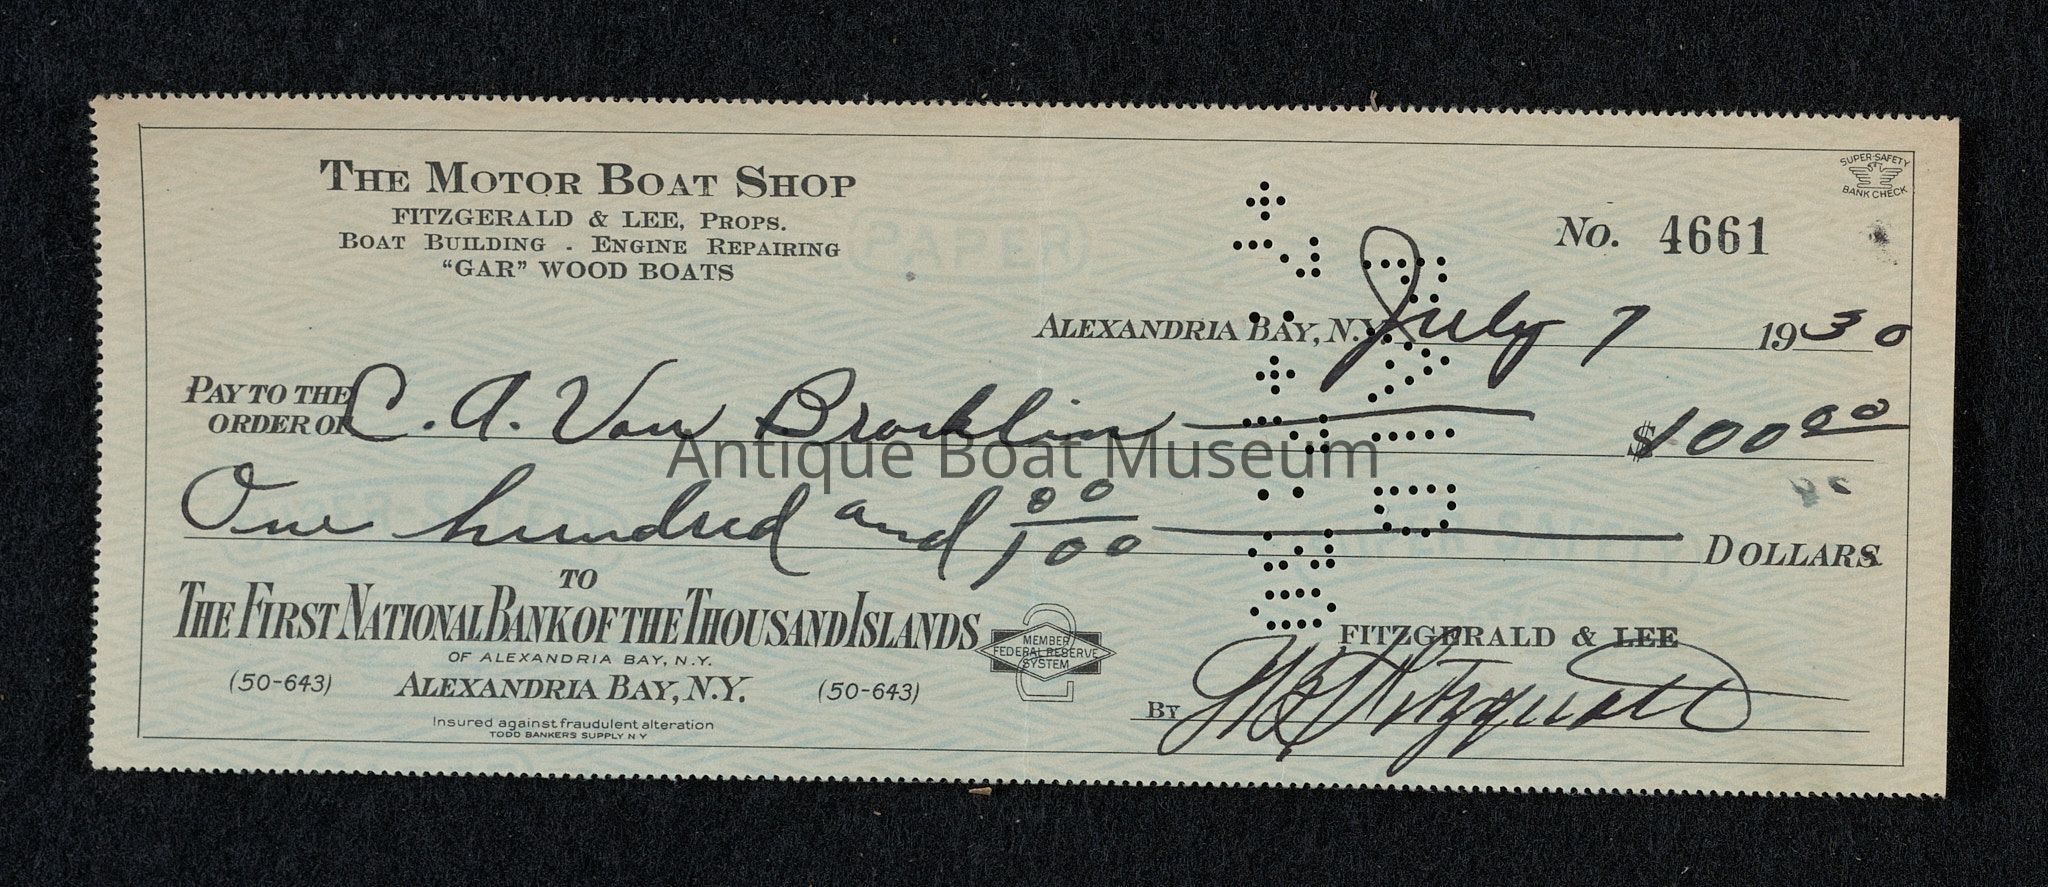 THE MOTOR BOAT SHOP
FITZGERALD & LEE, PROPS.
BOAT BUILDING - ENGINE REPAIRING
"GAR" WOOD BOATS
SUPER-SAFETY
BANK CHECK
No. 4661
ALEXANDRIA BAY, N.Y. July 7 1930
PAY TO THE
ORDER OF C. A. Van Brocklin $100 00
Antique Boat Museum
One hundred and 00/100 DOLLARS
TO
THE FIRST NATIONAL BANK OF THE THOUSAND ISLANDS
OF ALEXANDRIA BAY, N.Y.
(50-643) ALEXANDRIA BAY, N.Y. (50-643)
MEMBER
FEDERAL RESERVE
SYSTEM
Insured against fraudulent alteration
TODD BANKERS SUPPLY NY
FITZGERALD & LEE
BY Fitzgerald